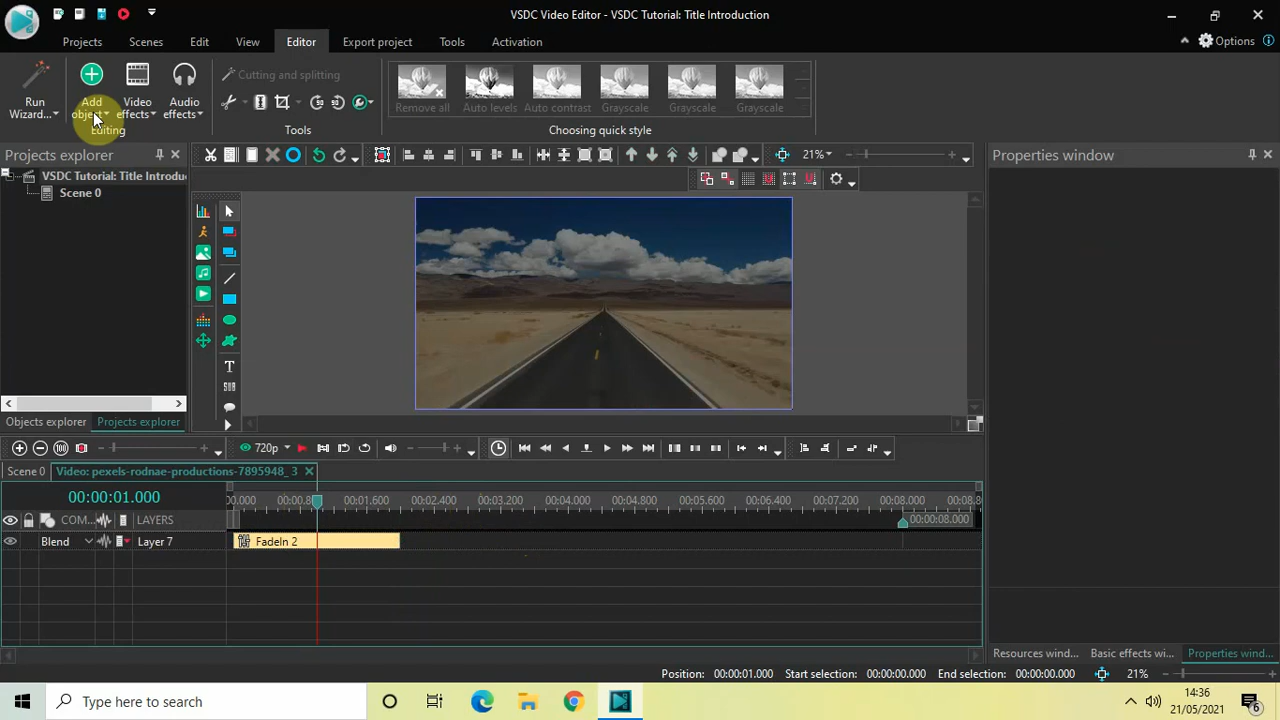 VSDC Video Editor - VSDC Tutorial: Title Introduction
Projects Scenes Edit View Editor Export project Tools Activation Options
Run Wizard...
Add object
Video effects
Audio effects
Editing
Cutting and splitting
Tools
Remove all Auto levels Auto contrast Grayscale Grayscale Grayscale
Choosing quick style
Projects explorer
VSDC Tutorial: Title Introdu
Scene 0
21%
Properties window
T
SUB
Objects explorer Projects explorer
720p
Scene 0 Video: pexels-rodnae-productions-7895948_3
00:00:01.000
00.000 00:00:00.8 00:01.600 00:02.400 00:03.200 00:04.000 00:04.800 00:05.600 00:06.400 00:07.200 00:08.000 00:08.8
00:00:08.000
COM... LAYERS
Blend Layer 7
FadeIn 2
Resources wind... Basic effects wi... Properties wind...
Position: 00:00:01.000 Start selection: 00:00:00.000 End selection: 00:00:00.000 21%
Type here to search
14:36
21/05/2021
6